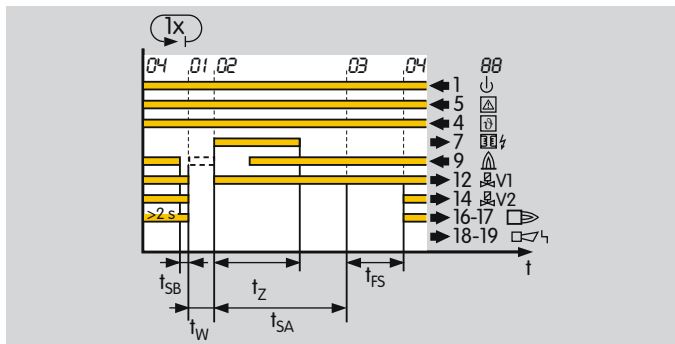 1x
04 01 02 03 04 88
1
5
4
7
9
12 V1
14 V2
>2 s 16-17
18-19
t
tSB tZ tFS
tW tSA